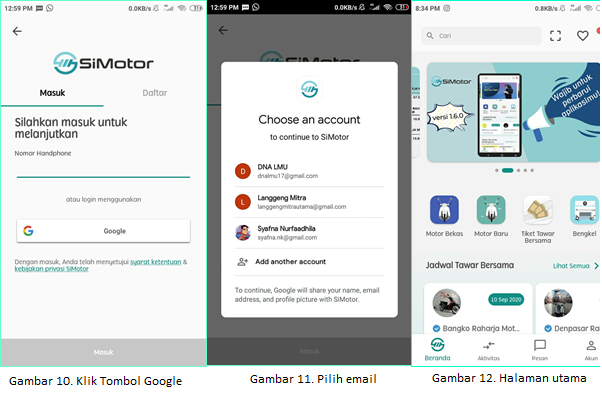 12:59 PM
0.0KB/s
SiMotor
Masuk
Daftar
Silahkan masuk untuk
melanjutkan
Nomor Handphone
atau login menggunakan
Google
Dengan masuk, Anda telah menyetujui syarat ketentuan &
kebijakan privasi SiMotor
Masuk
Gambar 10. Klik Tombol Google
12:59 PM
0.0KB/s
Choose an account
to continue to SiMotor
D
DNA LMU
dnalmu17@gmail.com
L
Langgeng Mitra
langgengmitrautama@gmail.com
Syafna Nurfaadhila
syafna.nk@gmail.com
Add another account
To continue, Google will share your name, email
address, and profile picture with SiMotor.
Masuk
Gambar 11. Pilih email
8:34 PM
0.8KB/s
Cari
SiMotor
versi 1.6.0
Wajib untuk
perbarui
aplikasimu!
Motor Bekas
Motor Baru
Tiket Tawar
Bersama
Bengkel
Jadwal Tawar Bersama
Lihat Semua
10 Sep 2020
Bangko Raharja Mot...
Denpasar Ra
Beranda
Aktivitas
Pesan
Akun
Gambar 12. Halaman utama